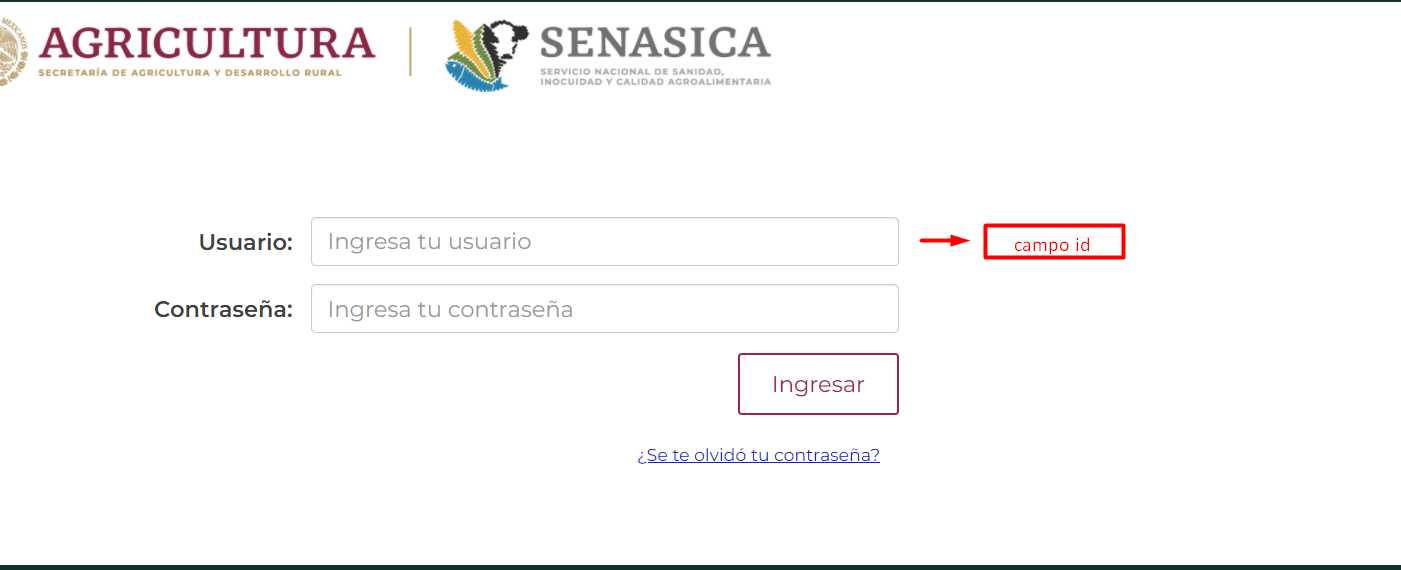 AGRICULTURA
SECRETARÍA DE AGRICULTURA Y DESARROLLO RURAL
SENASICA
SERVICIO NACIONAL DE SANIDAD,
INOCUIDAD Y CALIDAD AGROALIMENTARIA
Usuario: Ingresa tu usuario
campo id
Contraseña: Ingresa tu contraseña
Ingresar
¿Se te olvidó tu contraseña?